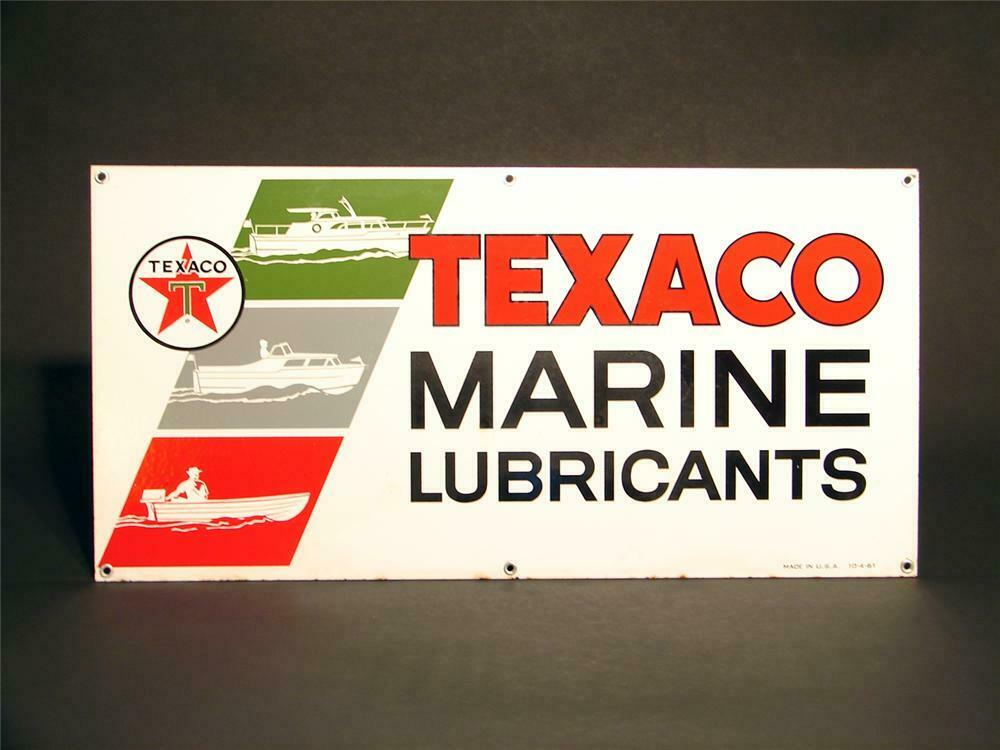 TEXACO
T
TEXACO
MARINE
LUBRICANTS
MADE IN U.S.A. 10-4-61